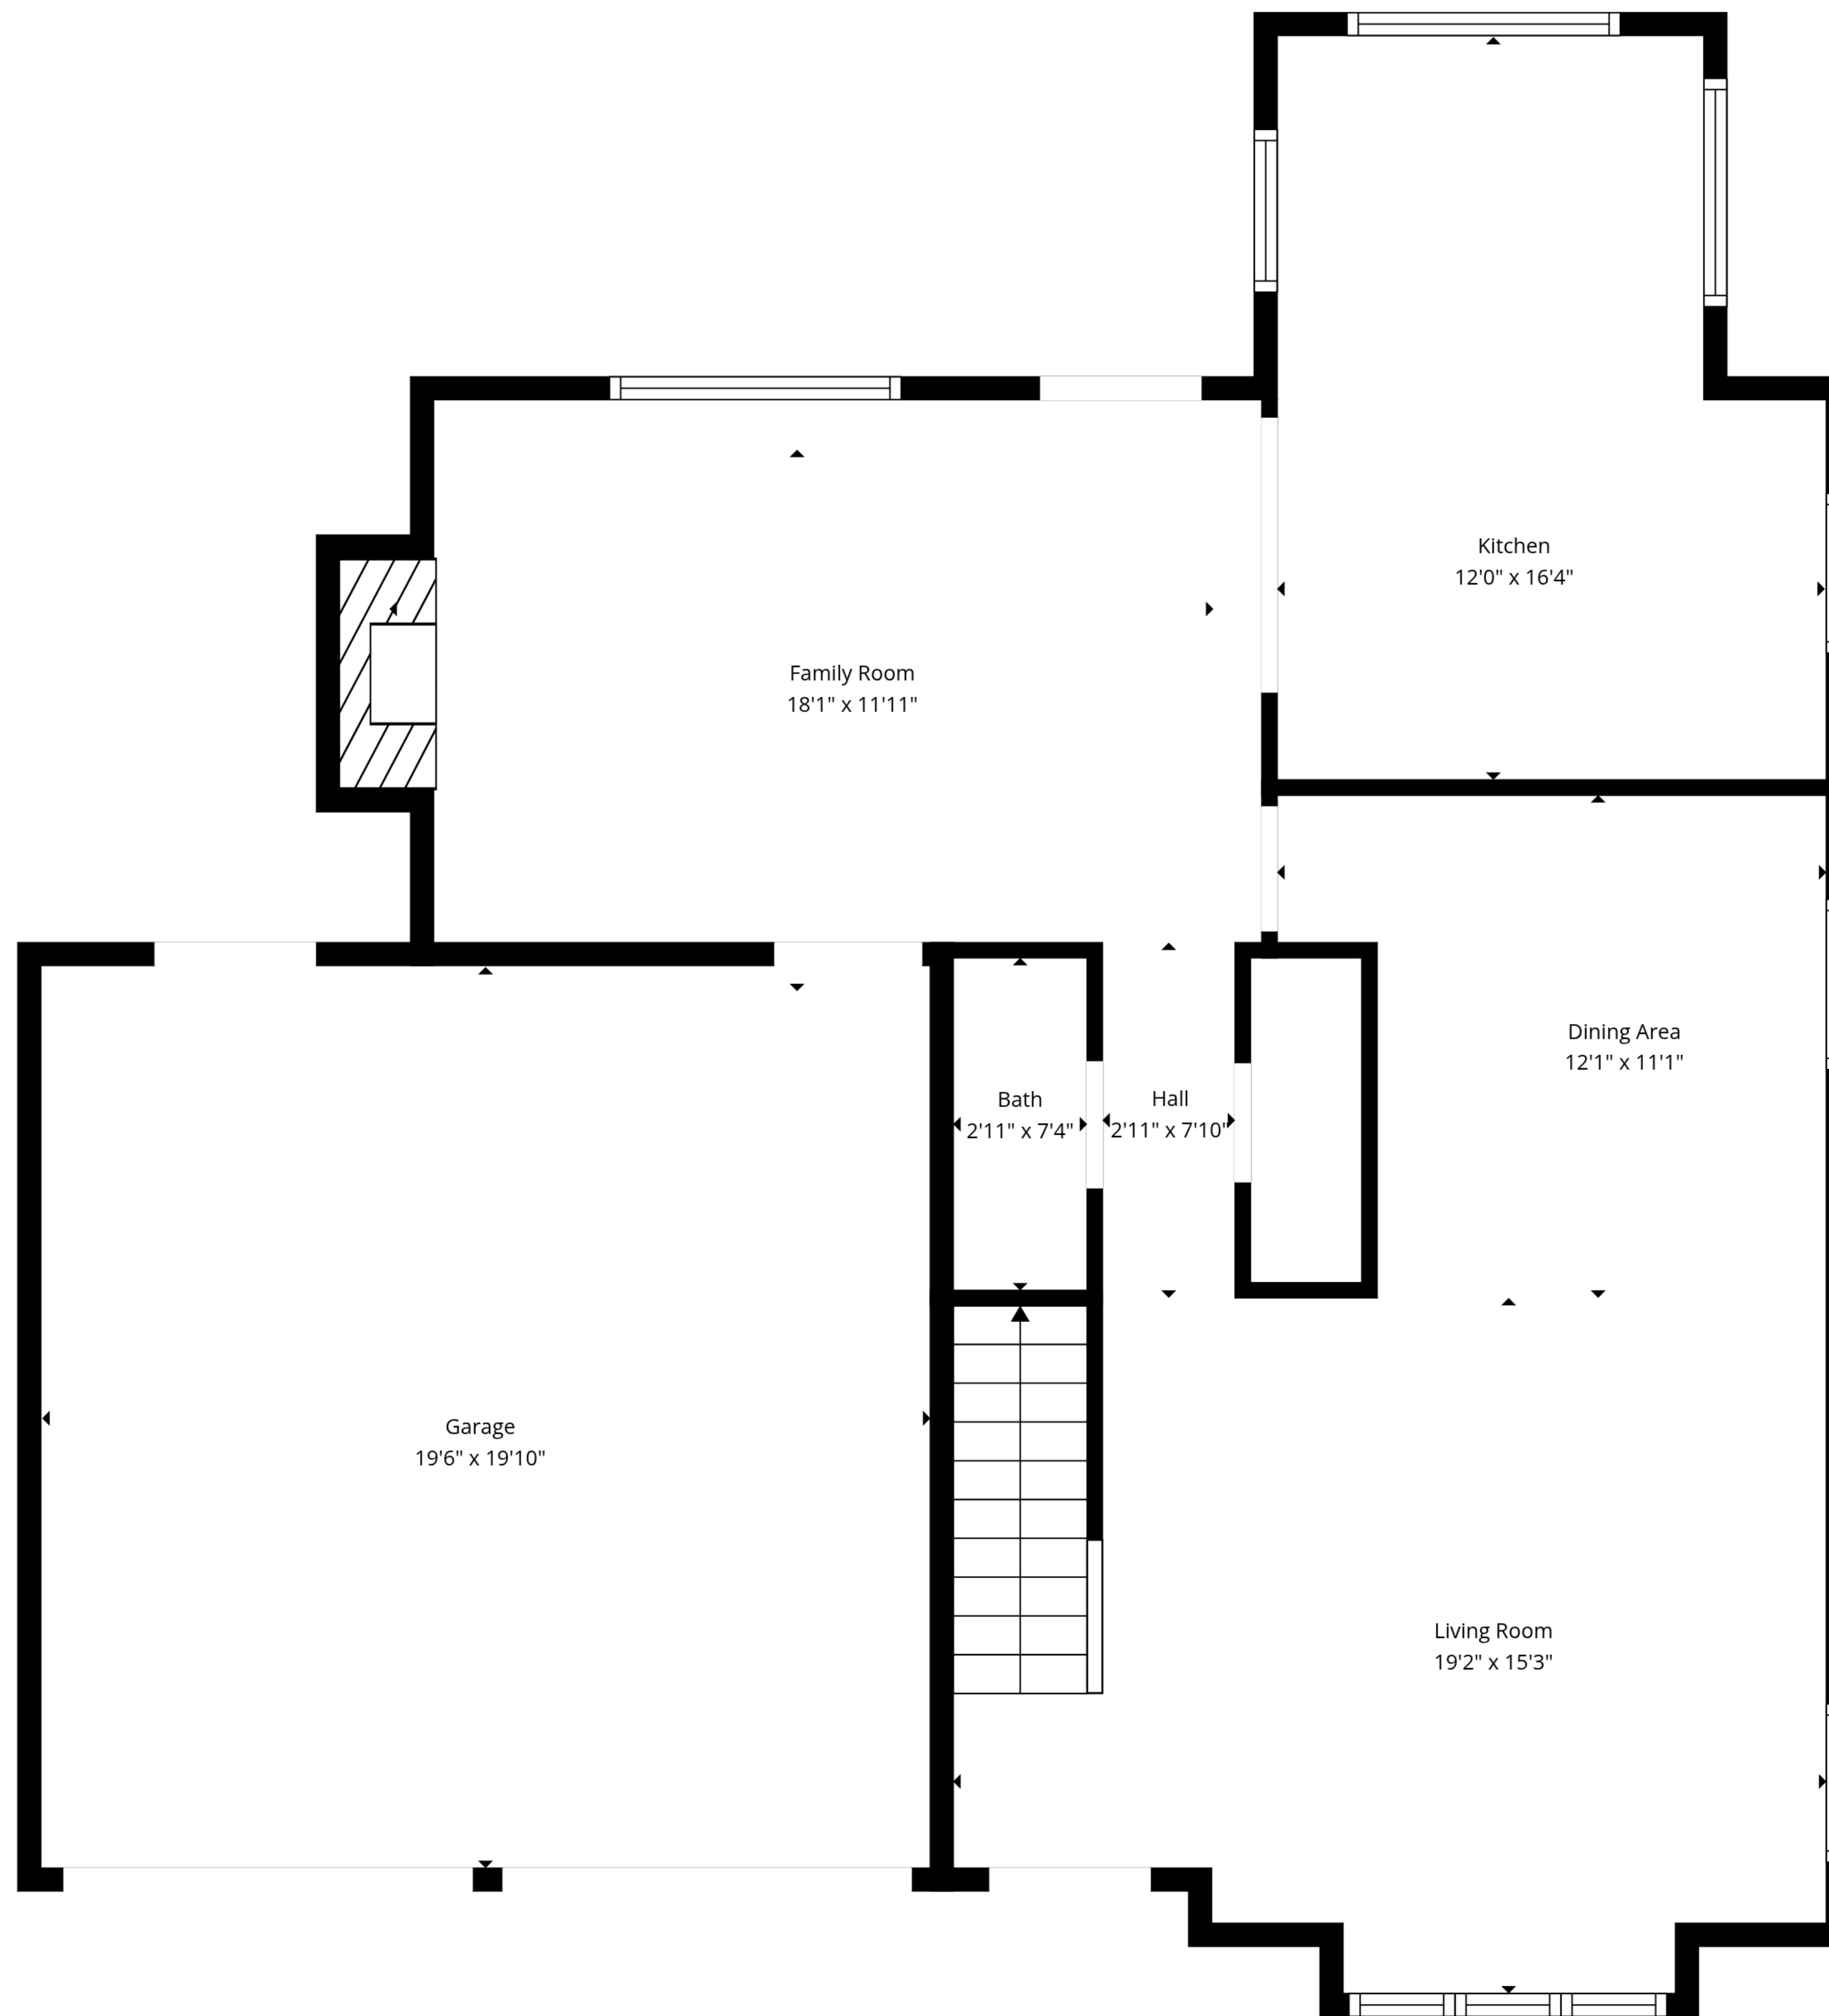 Kitchen
12'0" x 16'4"
Family Room
18'1" x 11'11"
Dining Area
12'1" x 11'1"
Bath
2'11" x 7'4"
Hall
2'11" x 7'10"
Garage
19'6" x 19'10"
Living Room
19'2" x 15'3"